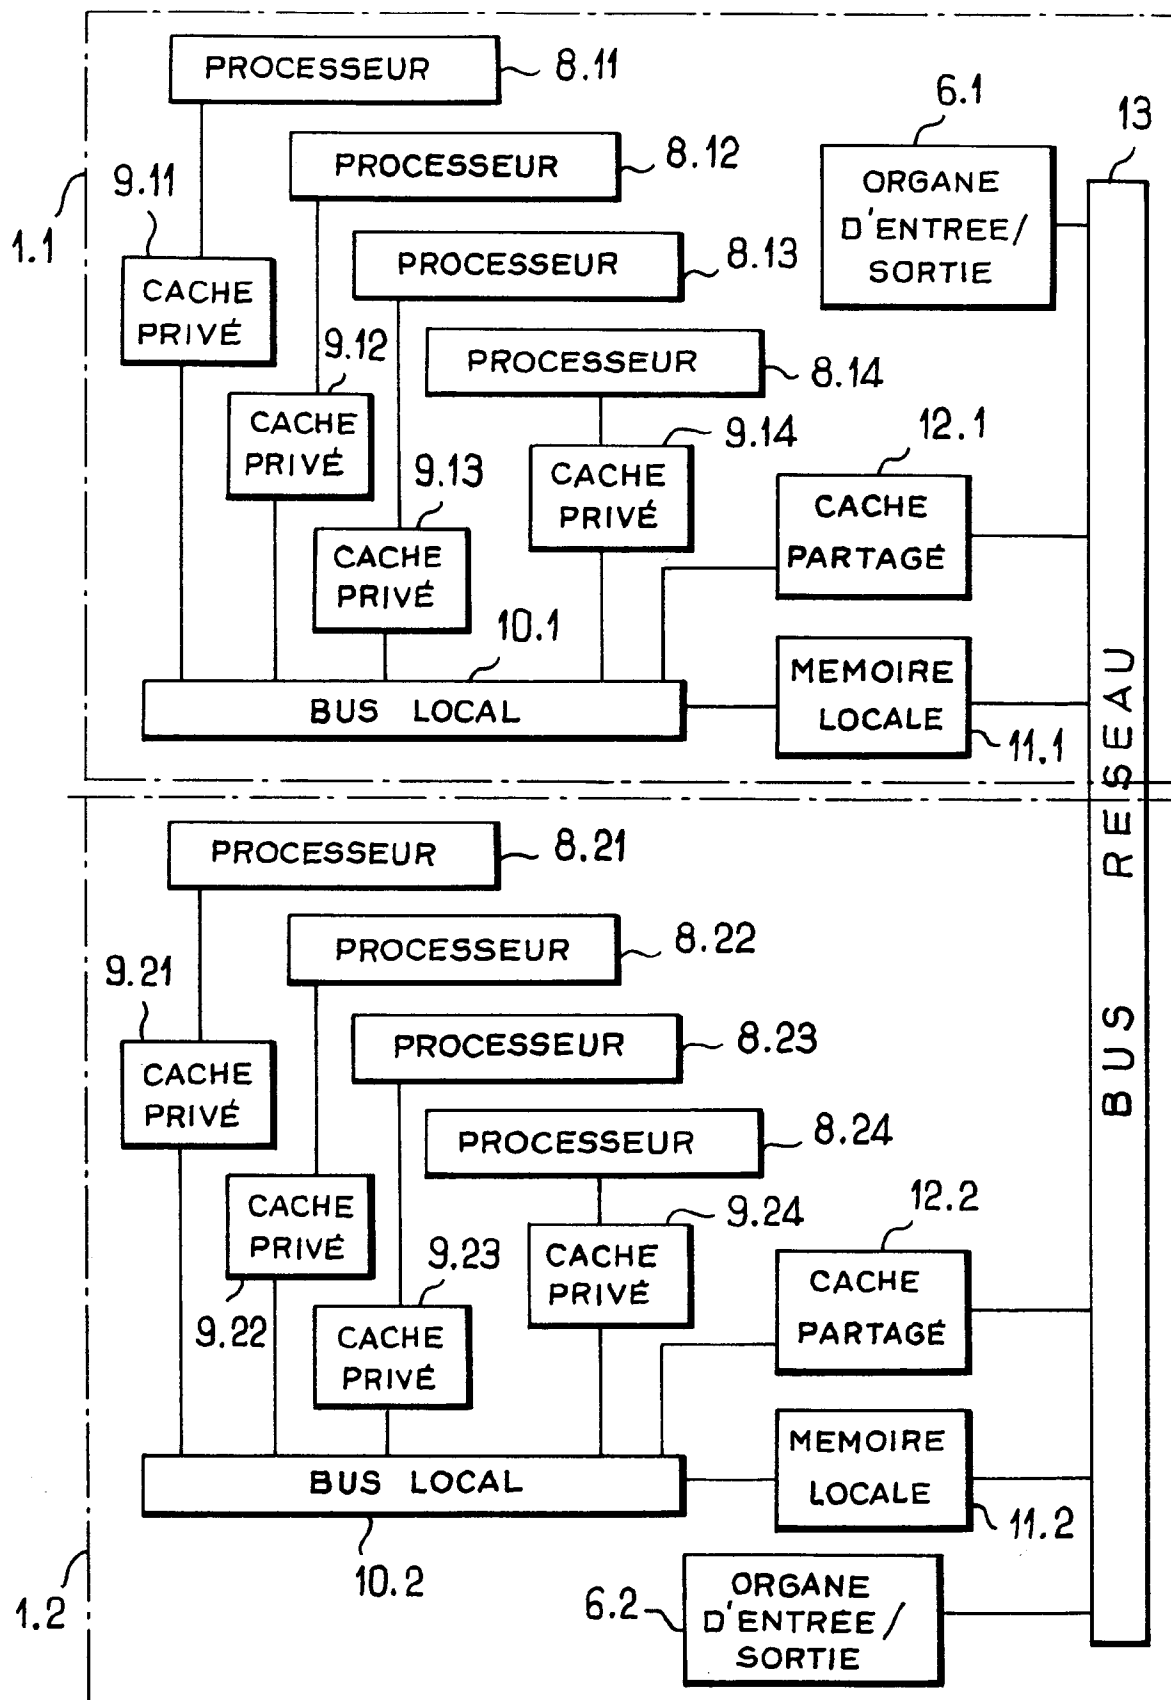 PROCESSEUR
8.11
6.1
13
PROCESSEUR
8.12
ORGANE
D'ENTREE/
SORTIE
9.11
1.1
PROCESSEUR
8.13
CACHE
PRIVÉ
9.12
PROCESSEUR
8.14
CACHE
PRIVÉ
9.14
12.1
9.13
CACHE
PRIVÉ
CACHE
PARTAGÉ
CACHE
PRIVÉ
10.1
BUS LOCAL
MEMOIRE
LOCALE
11.1
BUS RESEAU
PROCESSEUR
8.21
PROCESSEUR
8.22
9.21
PROCESSEUR
8.23
CACHE
PRIVÉ
PROCESSEUR
8.24
CACHE
PRIVÉ
9.22
9.24
12.2
9.23
CACHE
PRIVÉ
CACHE
PARTAGÉ
CACHE
PRIVÉ
BUS LOCAL
10.2
MEMOIRE
LOCALE
11.2
1.2
6.2
ORGANE
D'ENTRÉE/
SORTIE